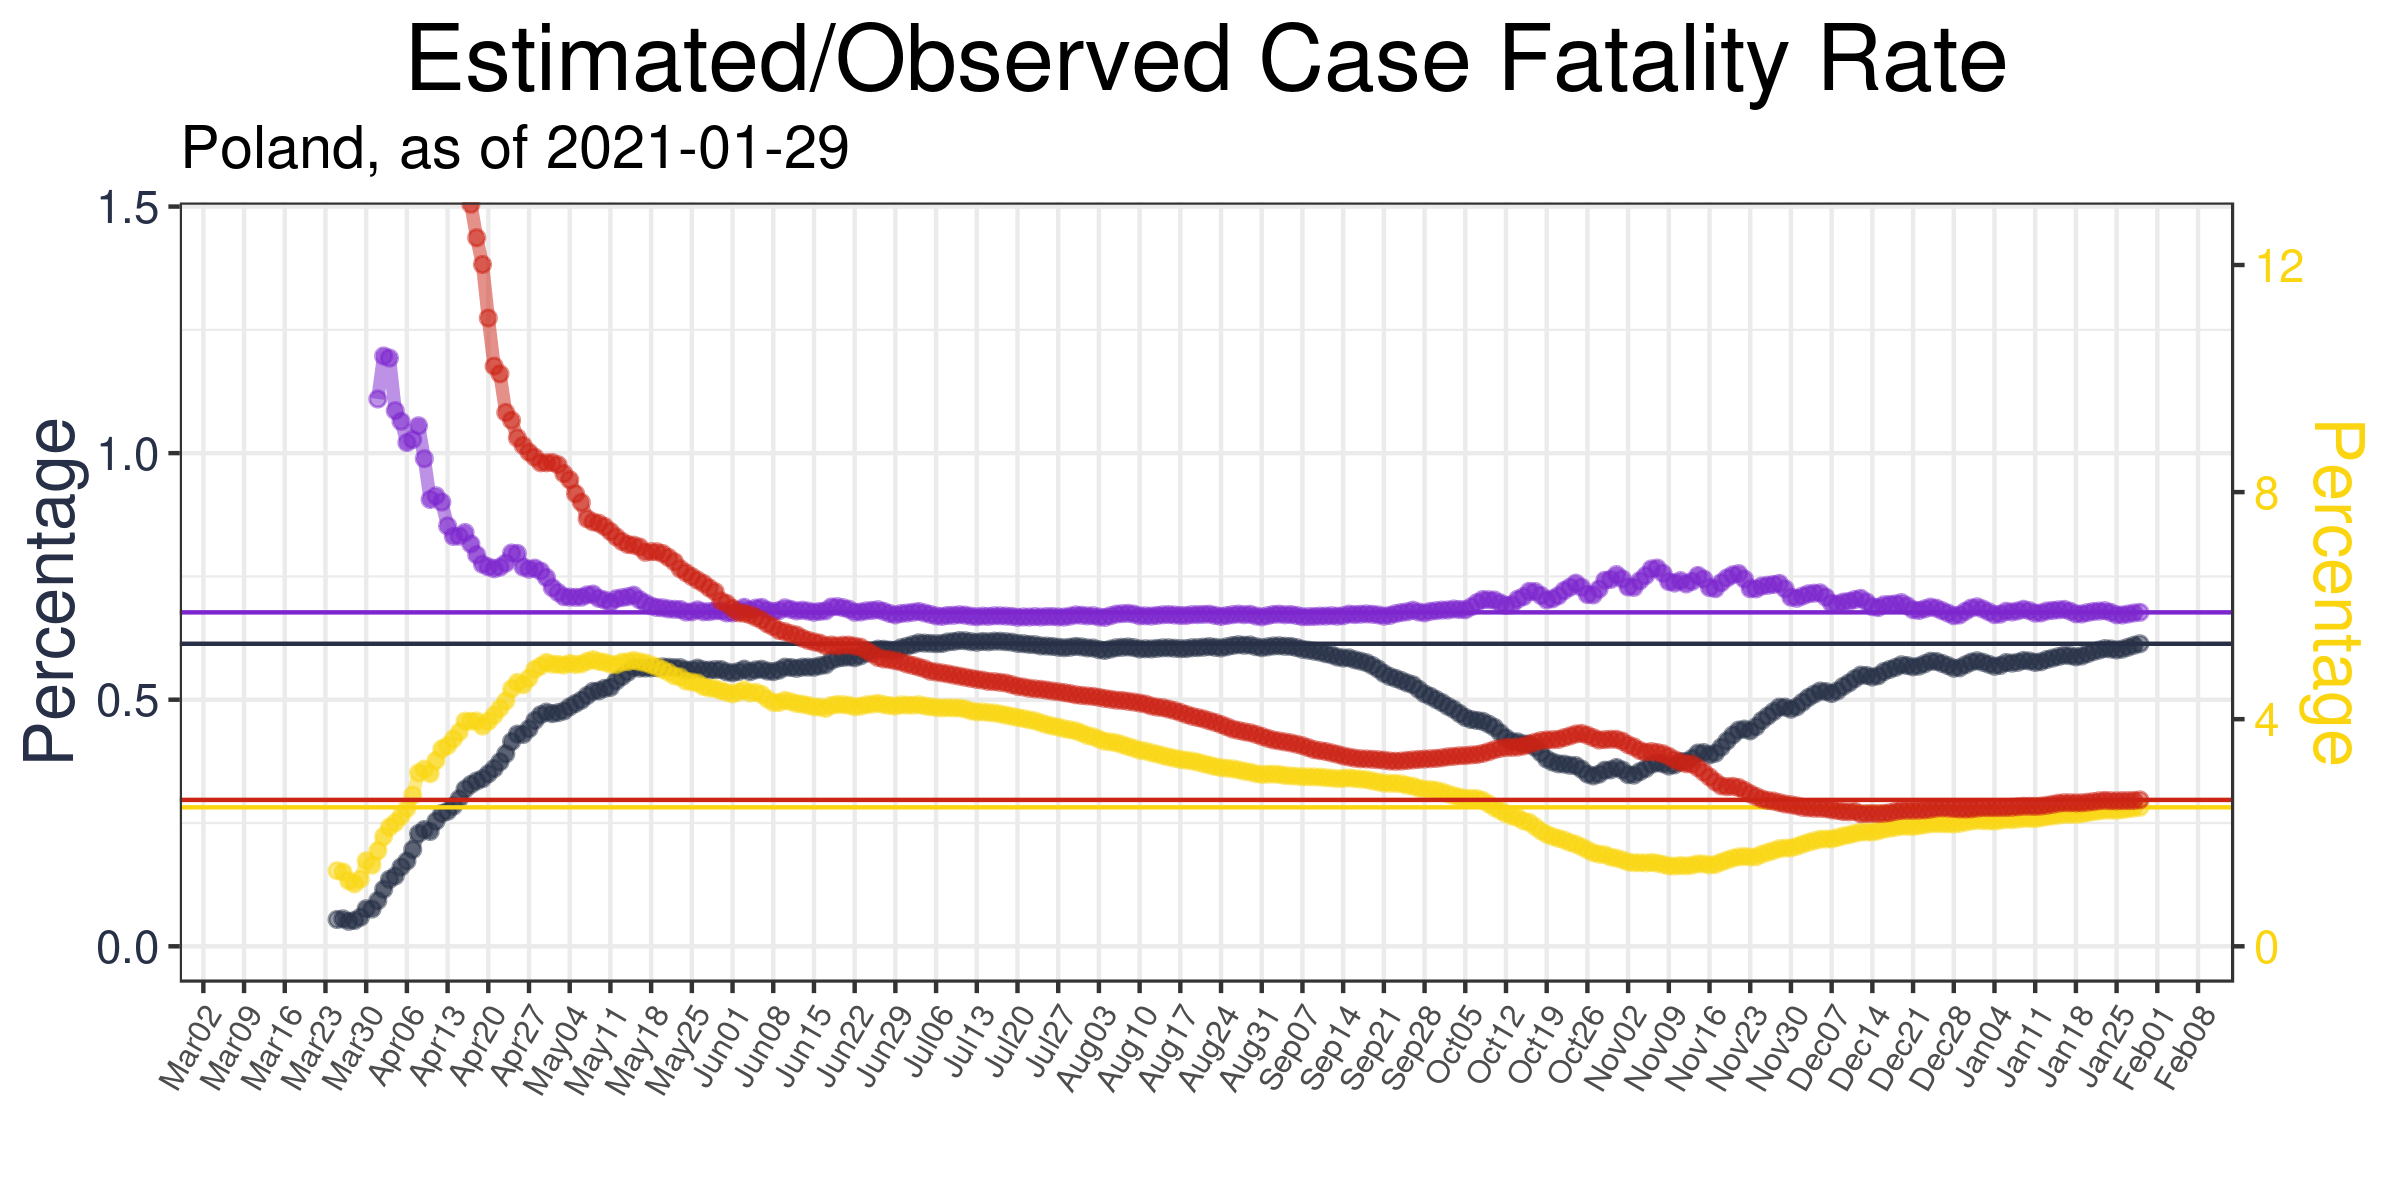 Estimated/Observed Case Fatality Rate
Poland, as of 2021-01-29
Percentage
1.5
1.0
0.5
0.0
12
8
4
0
Percentage
Mar02
Mar09
Mar16
Mar23
Mar30
Apr06
Apr13
Apr20
Apr27
May04
May11
May18
May25
Jun01
Jun08
Jun15
Jun22
Jun29
Jul06
Jul13
Jul20
Jul27
Aug03
Aug10
Aug17
Aug24
Aug31
Sep07
Sep14
Sep21
Sep28
Oct05
Oct12
Oct19
Oct26
Nov02
Nov09
Nov16
Nov23
Nov30
Dec07
Dec14
Dec21
Dec28
Jan04
Jan11
Jan18
Jan25
Feb01
Feb08